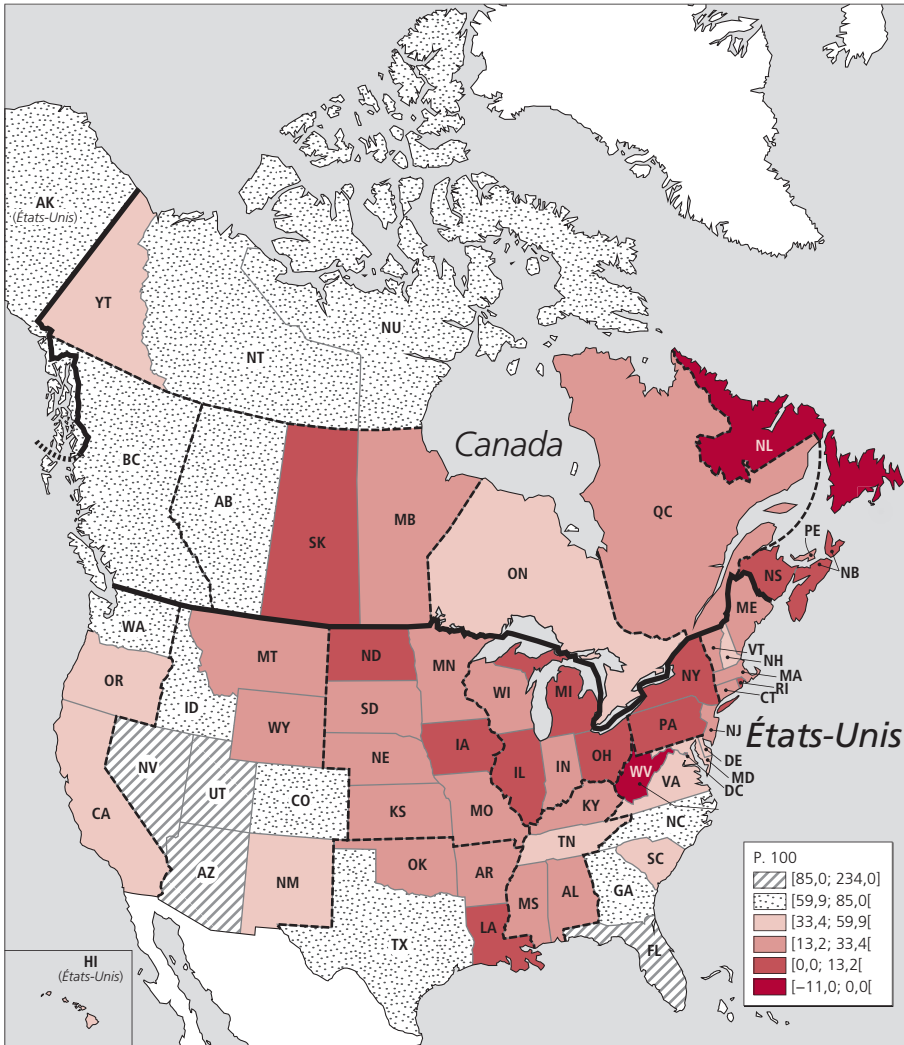 AK
(États-Unis)
YT
NT
NU
BC
AB
SK
MB
Canada
ON
QC
NL
PE
NB
NS
ME
WA
MT
ND
MN
OR
ID
WY
SD
WI
MI
NY
VT
NH
MA
RI
CT
NV
UT
CO
NE
IA
IL
IN
OH
PA
NJ
États-Unis
DE
MD
DC
CA
AZ
NM
KS
MO
KY
WV
VA
NC
OK
AR
TN
SC
TX
LA
MS
AL
GA
FL
HI
(États-Unis)
P. 100
[85,0; 234,0]
[59,9; 85,0[
[33,4; 59,9[
[13,2; 33,4[
[0,0; 13,2[
[−11,0; 0,0[